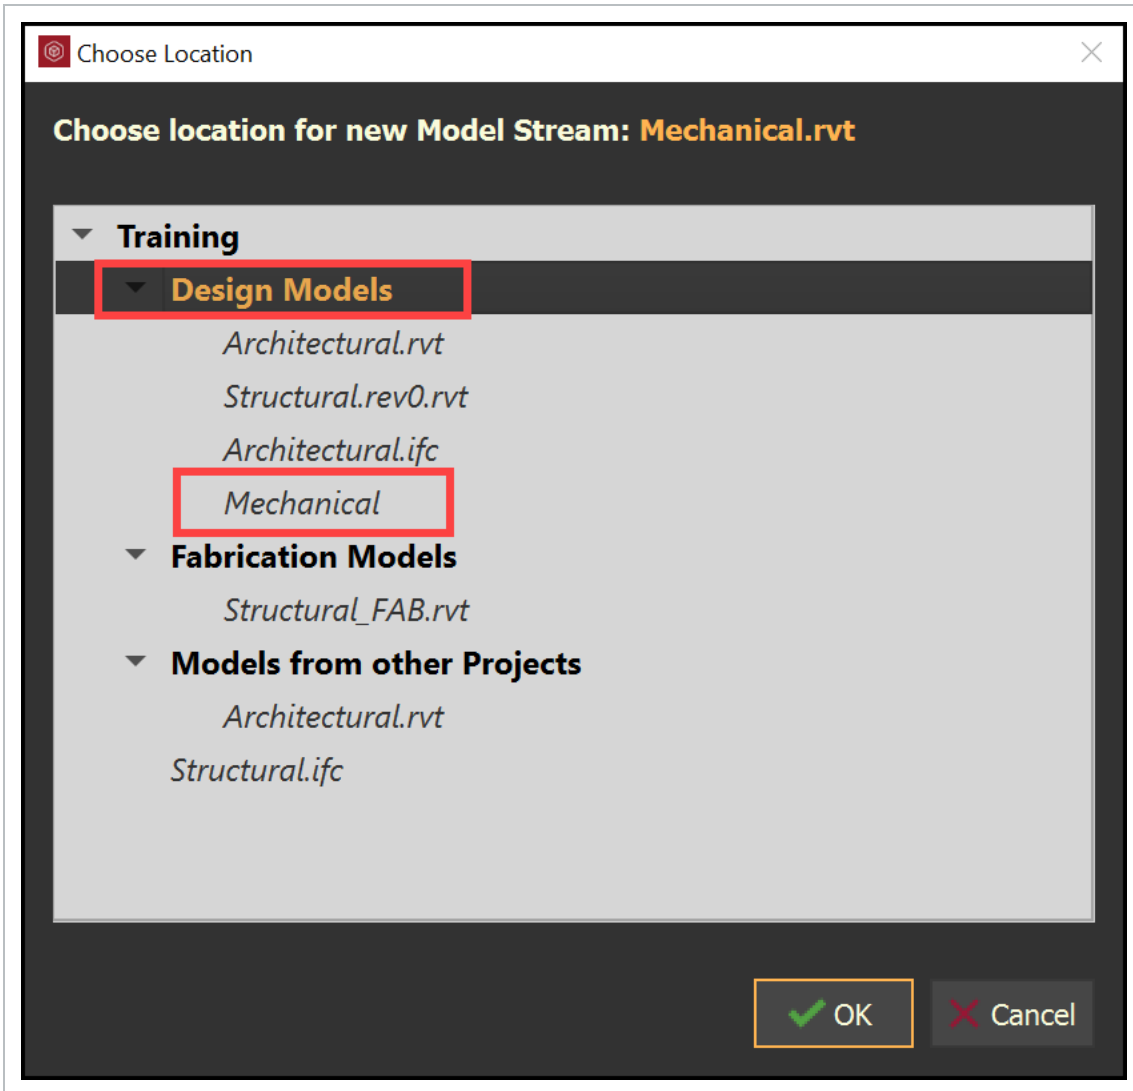 Choose Location
Choose location for new Model Stream: Mechanical.rvt
Training
Design Models
Architectural.rvt
Structural.rev0.rvt
Architectural.ifc
Mechanical
Fabrication Models
Structural_FAB.rvt
Models from other Projects
Architectural.rvt
Structural.ifc
OK Cancel